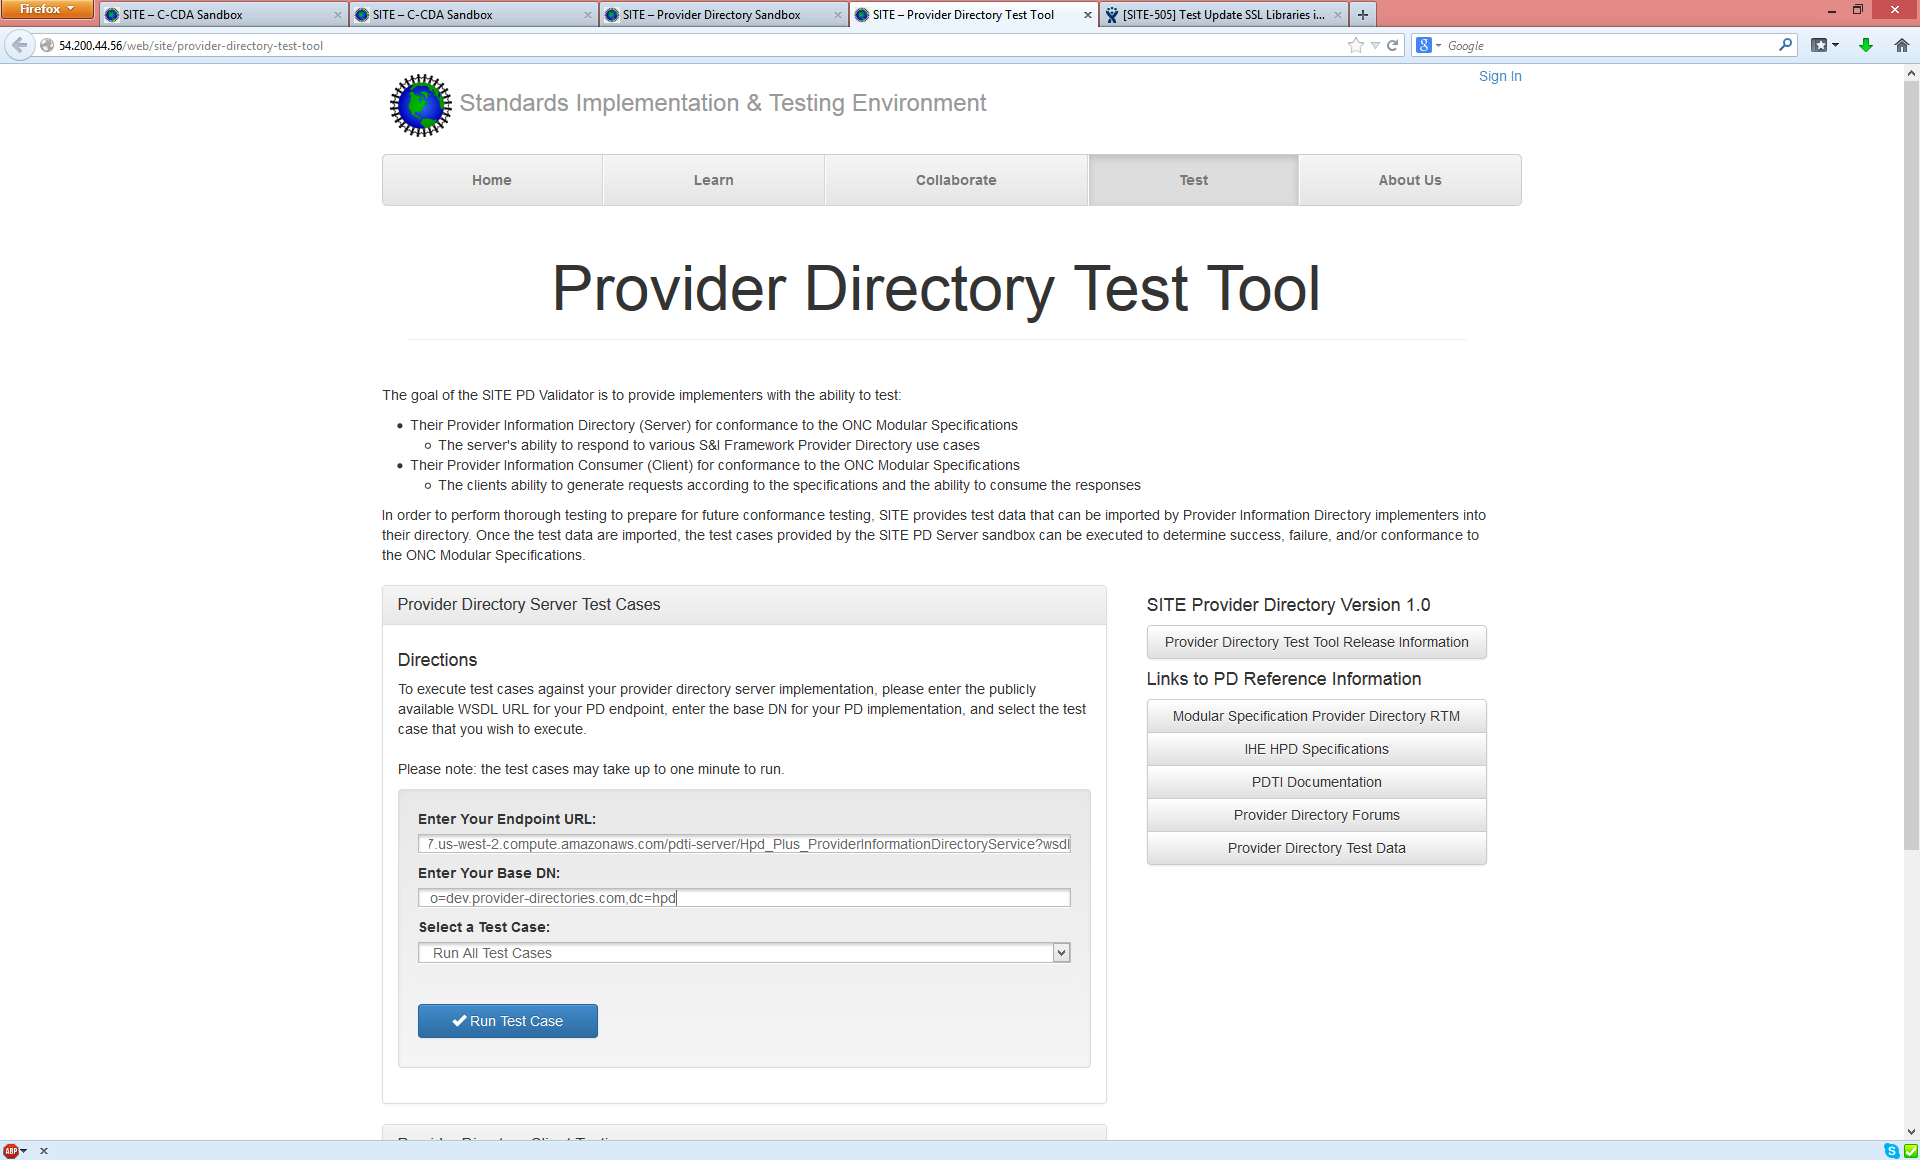 Firefox
SITE – C-CDA Sandbox
SITE – C-CDA Sandbox
SITE – Provider Directory Sandbox
SITE – Provider Directory Test Tool
[SITE-505] Test Update SSL Libraries i...
54.200.44.56/web/site/provider-directory-test-tool
Google
Sign In
Standards Implementation & Testing Environment
Home
Learn
Collaborate
Test
About Us
Provider Directory Test Tool
The goal of the SITE PD Validator is to provide implementers with the ability to test:
Their Provider Information Directory (Server) for conformance to the ONC Modular Specifications
The server's ability to respond to various S&I Framework Provider Directory use cases
Their Provider Information Consumer (Client) for conformance to the ONC Modular Specifications
The clients ability to generate requests according to the specifications and the ability to consume the responses
In order to perform thorough testing to prepare for future conformance testing, SITE provides test data that can be imported by Provider Information Directory implementers into
their directory. Once the test data are imported, the test cases provided by the SITE PD Server sandbox can be executed to determine success, failure, and/or conformance to
the ONC Modular Specifications.
Provider Directory Server Test Cases
Directions
To execute test cases against your provider directory server implementation, please enter the publicly
available WSDL URL for your PD endpoint, enter the base DN for your PD implementation, and select the test
case that you wish to execute.
Please note: the test cases may take up to one minute to run.
Enter Your Endpoint URL:
7.us-west-2.compute.amazonaws.com/pdti-server/Hpd_Plus_ProviderInformationDirectoryService?wsdl
Enter Your Base DN:
o=dev.provider-directories.com,dc=hpd
Select a Test Case:
Run All Test Cases
Run Test Case
SITE Provider Directory Version 1.0
Provider Directory Test Tool Release Information
Links to PD Reference Information
Modular Specification Provider Directory RTM
IHE HPD Specifications
PDTI Documentation
Provider Directory Forums
Provider Directory Test Data
ABP